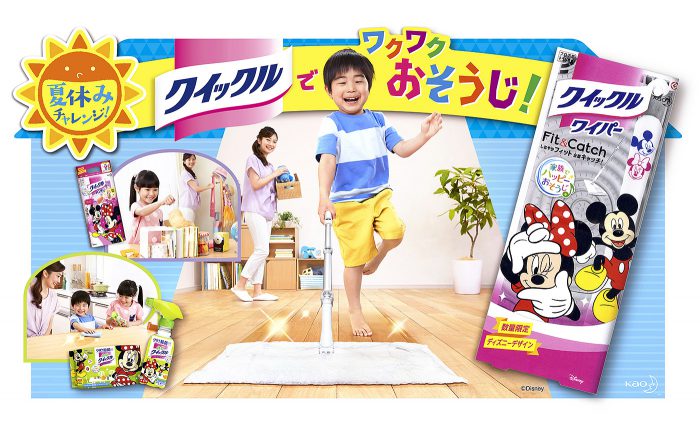 夏休み
チャレンジ!
クイックルで
ワクワク
おそうじ!
クイックル
ワイパー
Fit&Catch
家族で
ハッピー
おそうじ
数量限定
ディズニーデザイン
Disney
©Disney
Kao